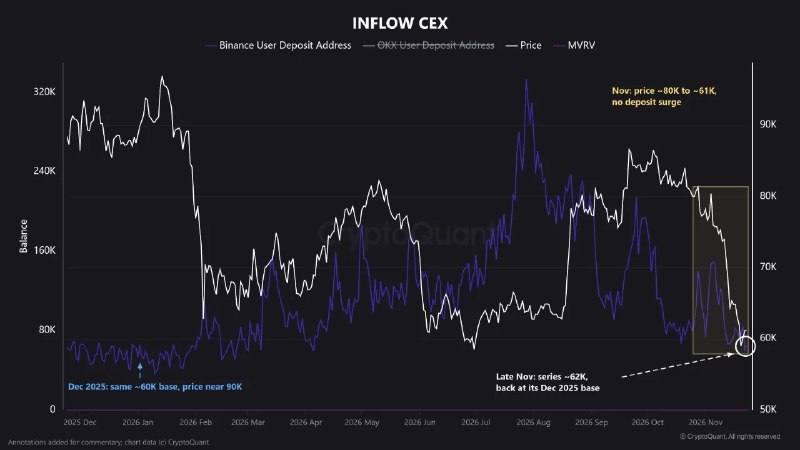 INFLOW CEX
Binance User Deposit Address OKX User Deposit Address Price MVRV
320K
240K
160K
80K
0
Balance
90K
80K
70K
60K
50K
Nov: price ~80K to ~61K,
no deposit surge
CryptoQuant
Dec 2025: same ~60K base, price near 90K
Late Nov: series ~62K,
back at its Dec 2025 base
2025 Dec 2026 Jan 2026 Feb 2026 Mar 2026 Apr 2026 May 2026 Jun 2026 Jul 2026 Aug 2026 Sep 2026 Oct 2026 Nov
Annotations added for commentary; chart data (c) CryptoQuant
© CryptoQuant. All rights reserved